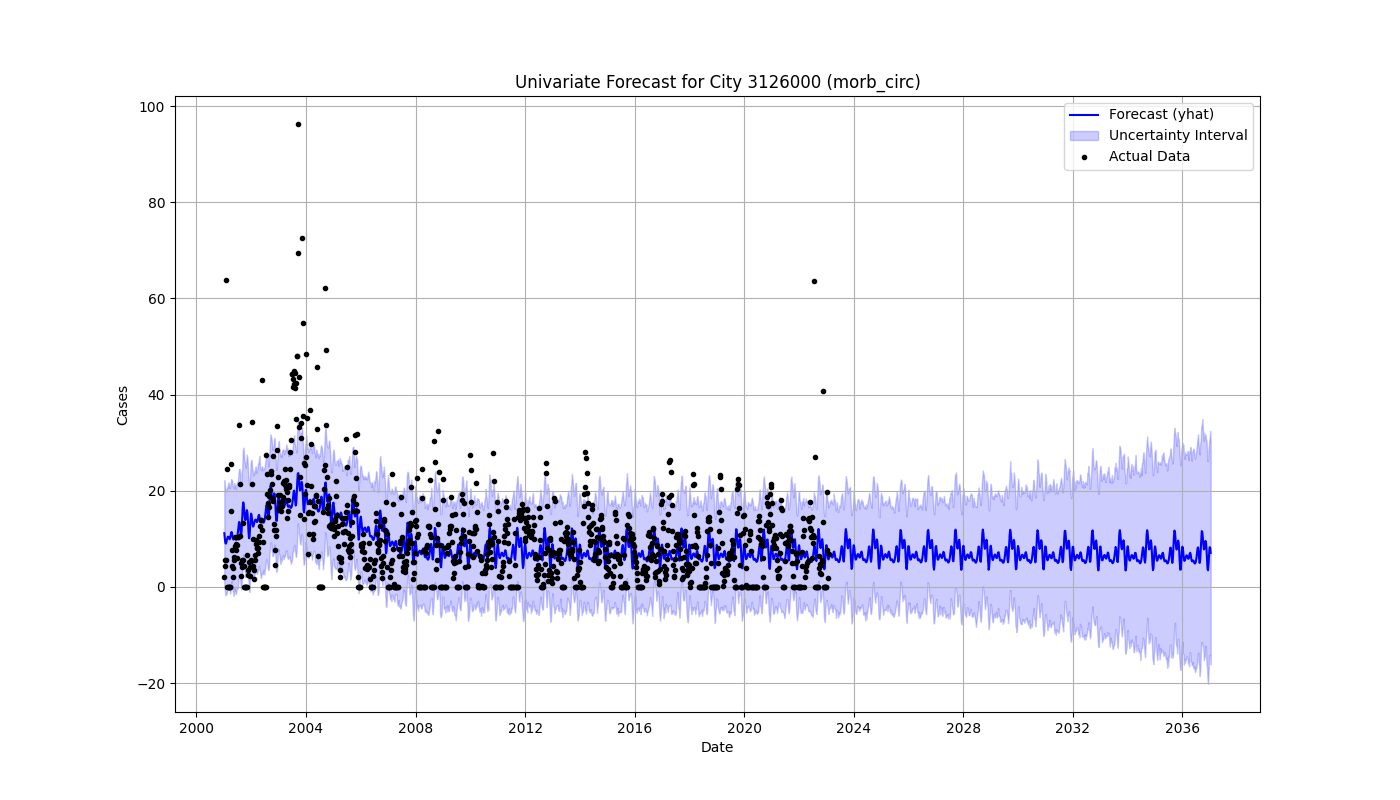 Univariate Forecast for City 3126000 (morb_circ)
100
80
60
40
20
0
−20
Cases
Forecast (yhat)
Uncertainty Interval
Actual Data
2000
2004
2008
2012
2016
2020
2024
2028
2032
2036
Date